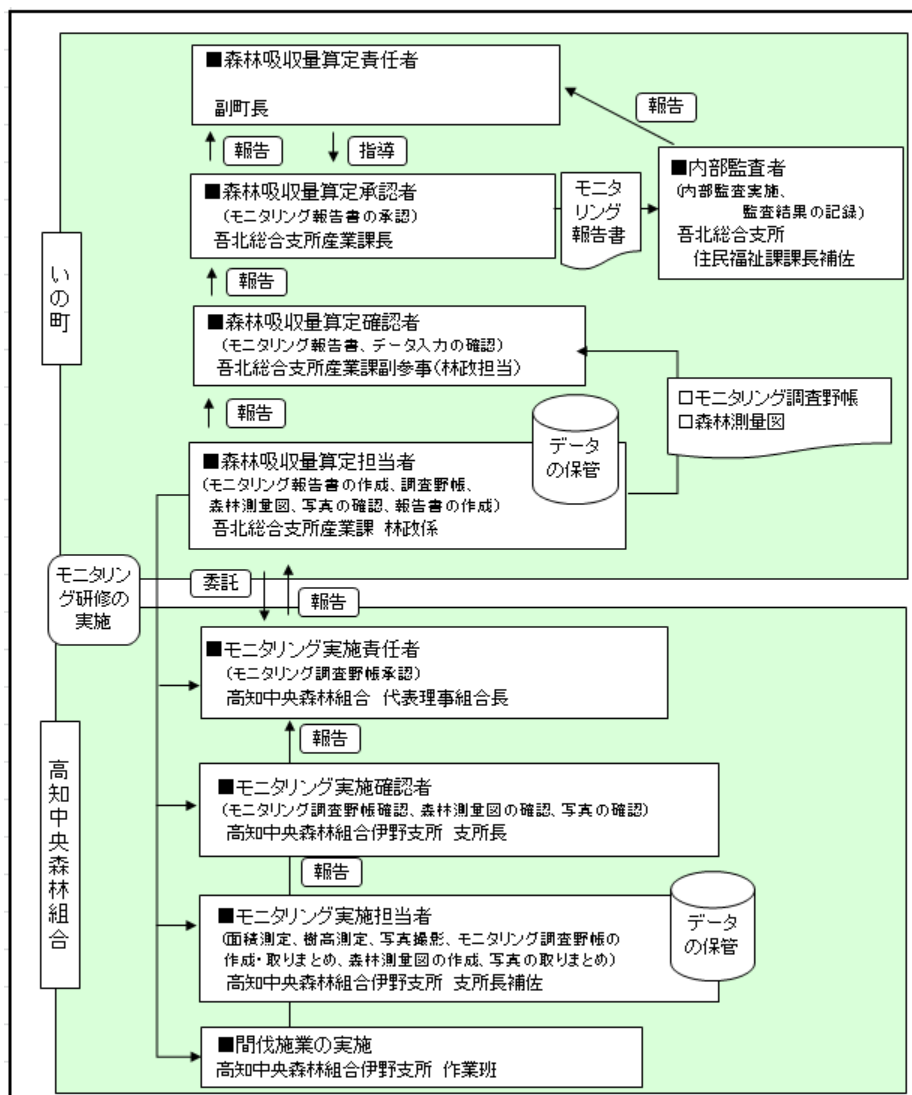 ■森林吸収量算定責任者
副町長
報告
指導
報告
■森林吸収量算定承認者
(モニタリング報告書の承認)
吾北総合支所産業課長
モニタ
リング
報告書
■内部監査者
(内部監査実施、
監査結果の記録)
吾北総合支所
住民福祉課課長補佐
いの町
報告
■森林吸収量算定確認者
(モニタリング報告書、データ入力の確認)
吾北総合支所産業課副参事(林政担当)
報告
□モニタリング調査野帳
□森林測量図
データ
の保管
■森林吸収量算定担当者
(モニタリング報告書の作成、調査野帳、
森林測量図、写真の確認、報告書の作成)
吾北総合支所産業課 林政係
モニタリン
グ研修の
実施
委託
報告
■モニタリング実施責任者
(モニタリング調査野帳承認)
高知中央森林組合 代表理事組合長
報告
高知中央森林組合
■モニタリング実施確認者
(モニタリング調査野帳確認、森林測量図の確認、写真の確認)
高知中央森林組合伊野支所 支所長
報告
■モニタリング実施担当者
(面積測定、樹高測定、写真撮影、モニタリング調査野帳の
作成・取りまとめ、森林測量図の作成、写真の取りまとめ)
高知中央森林組合伊野支所 支所長補佐
データ
の保管
■間伐施業の実施
高知中央森林組合伊野支所 作業班